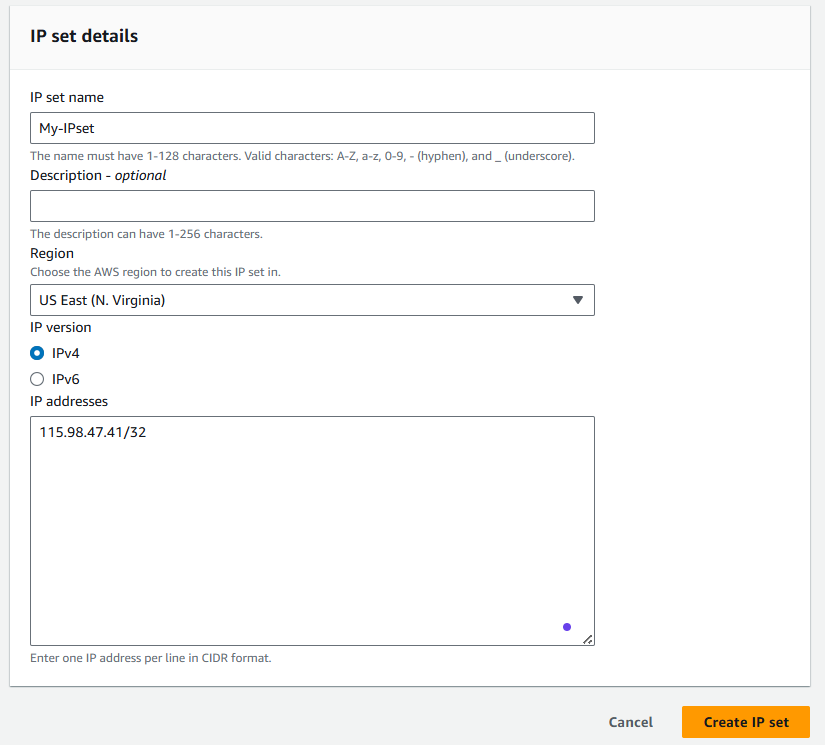 IP set details
IP set name
My-IPset
The name must have 1-128 characters. Valid characters: A-Z, a-z, 0-9, - (hyphen), and _ (underscore).
Description - optional
The description can have 1-256 characters.
Region
Choose the AWS region to create this IP set in.
US East (N. Virginia)
IP version
IPv4
IPv6
IP addresses
115.98.47.41/32
Enter one IP address per line in CIDR format.
Cancel Create IP set